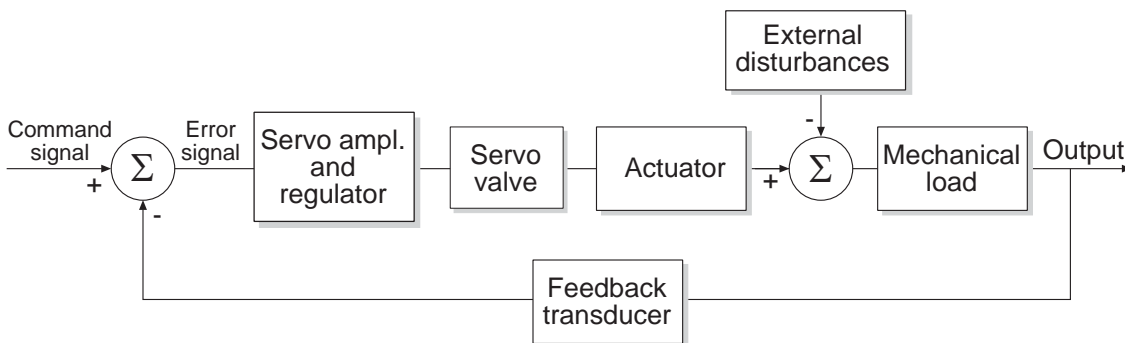 External
disturbances
Command
signal
Error
signal
Servo ampl.
and
regulator
Servo
valve
Actuator
Mechanical
load
Output
+
Σ
-
+
-
Σ
Feedback
transducer